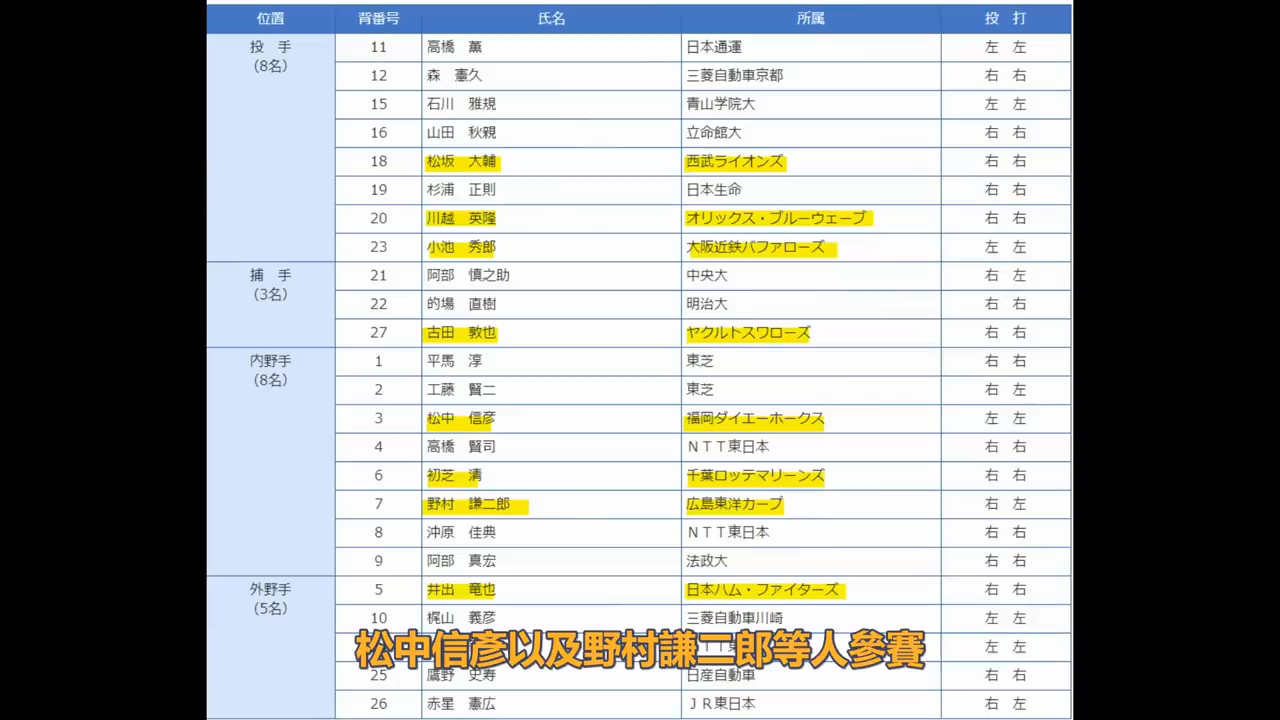 位置 背番号 氏名 所属 投 打
投 手 11 高橋 薫 日本通運 左 左
(8名) 12 森 憲久 三菱自動車京都 右 右
15 石川 雅規 青山学院大 左 左
16 山田 秋親 立命館大 右 右
18 松坂 大輔 西武ライオンズ 右 右
19 杉浦 正則 日本生命 右 右
20 川越 英隆 オリックス・ブルーウェーブ 右 右
23 小池 秀郎 大阪近鉄バファローズ 左 左
捕 手 21 阿部 慎之助 中央大 右 左
(3名) 22 的場 直樹 明治大 右 右
27 古田 敦也 ヤクルトスワローズ 右 右
内野手 1 平馬 淳 東芝 右 右
(8名) 2 工藤 賢二 東芝 右 左
3 松中 信彦 福岡ダイエーホークス 左 左
4 高橋 賢司 NTT東日本 右 右
6 初芝 清 千葉ロッテマリーンズ 右 右
7 野村 謙二郎 広島東洋カープ 右 左
8 沖原 佳典 NTT東日本 右 右
9 阿部 真宏 法政大 右 右
外野手 5 井出 竜也 日本ハム・ファイターズ 右 右
(5名) 10 梶山 義彦 三菱自動車川崎 左 左
左 左
松中信彥以及野村謙二郎等人參賽
25 鷹野 史寿 日産自動車 右 右
26 赤星 憲広 JR東日本 右 左